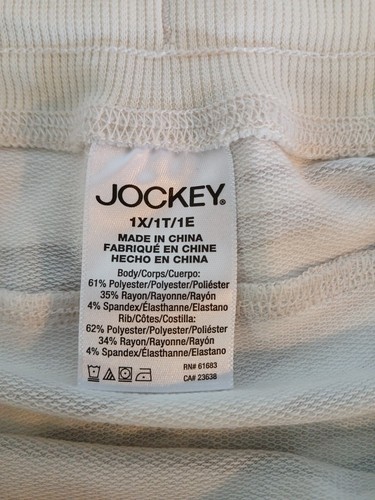 JOCKEY®
1X/1T/1E
MADE IN CHINA
FABRIQUÉ EN CHINE
HECHO EN CHINA
Body/Corps/Cuerpo:
61% Polyester/Polyester/Poliéster
35% Rayon/Rayonne/Rayón
4% Spandex/Élasthanne/Elastano
Rib/Côtes/Costilla:
62% Polyester/Polyester/Poliéster
34% Rayon/Rayonne/Rayón
4% Spandex/Élasthanne/Elastano
RN# 61683
CA# 23638